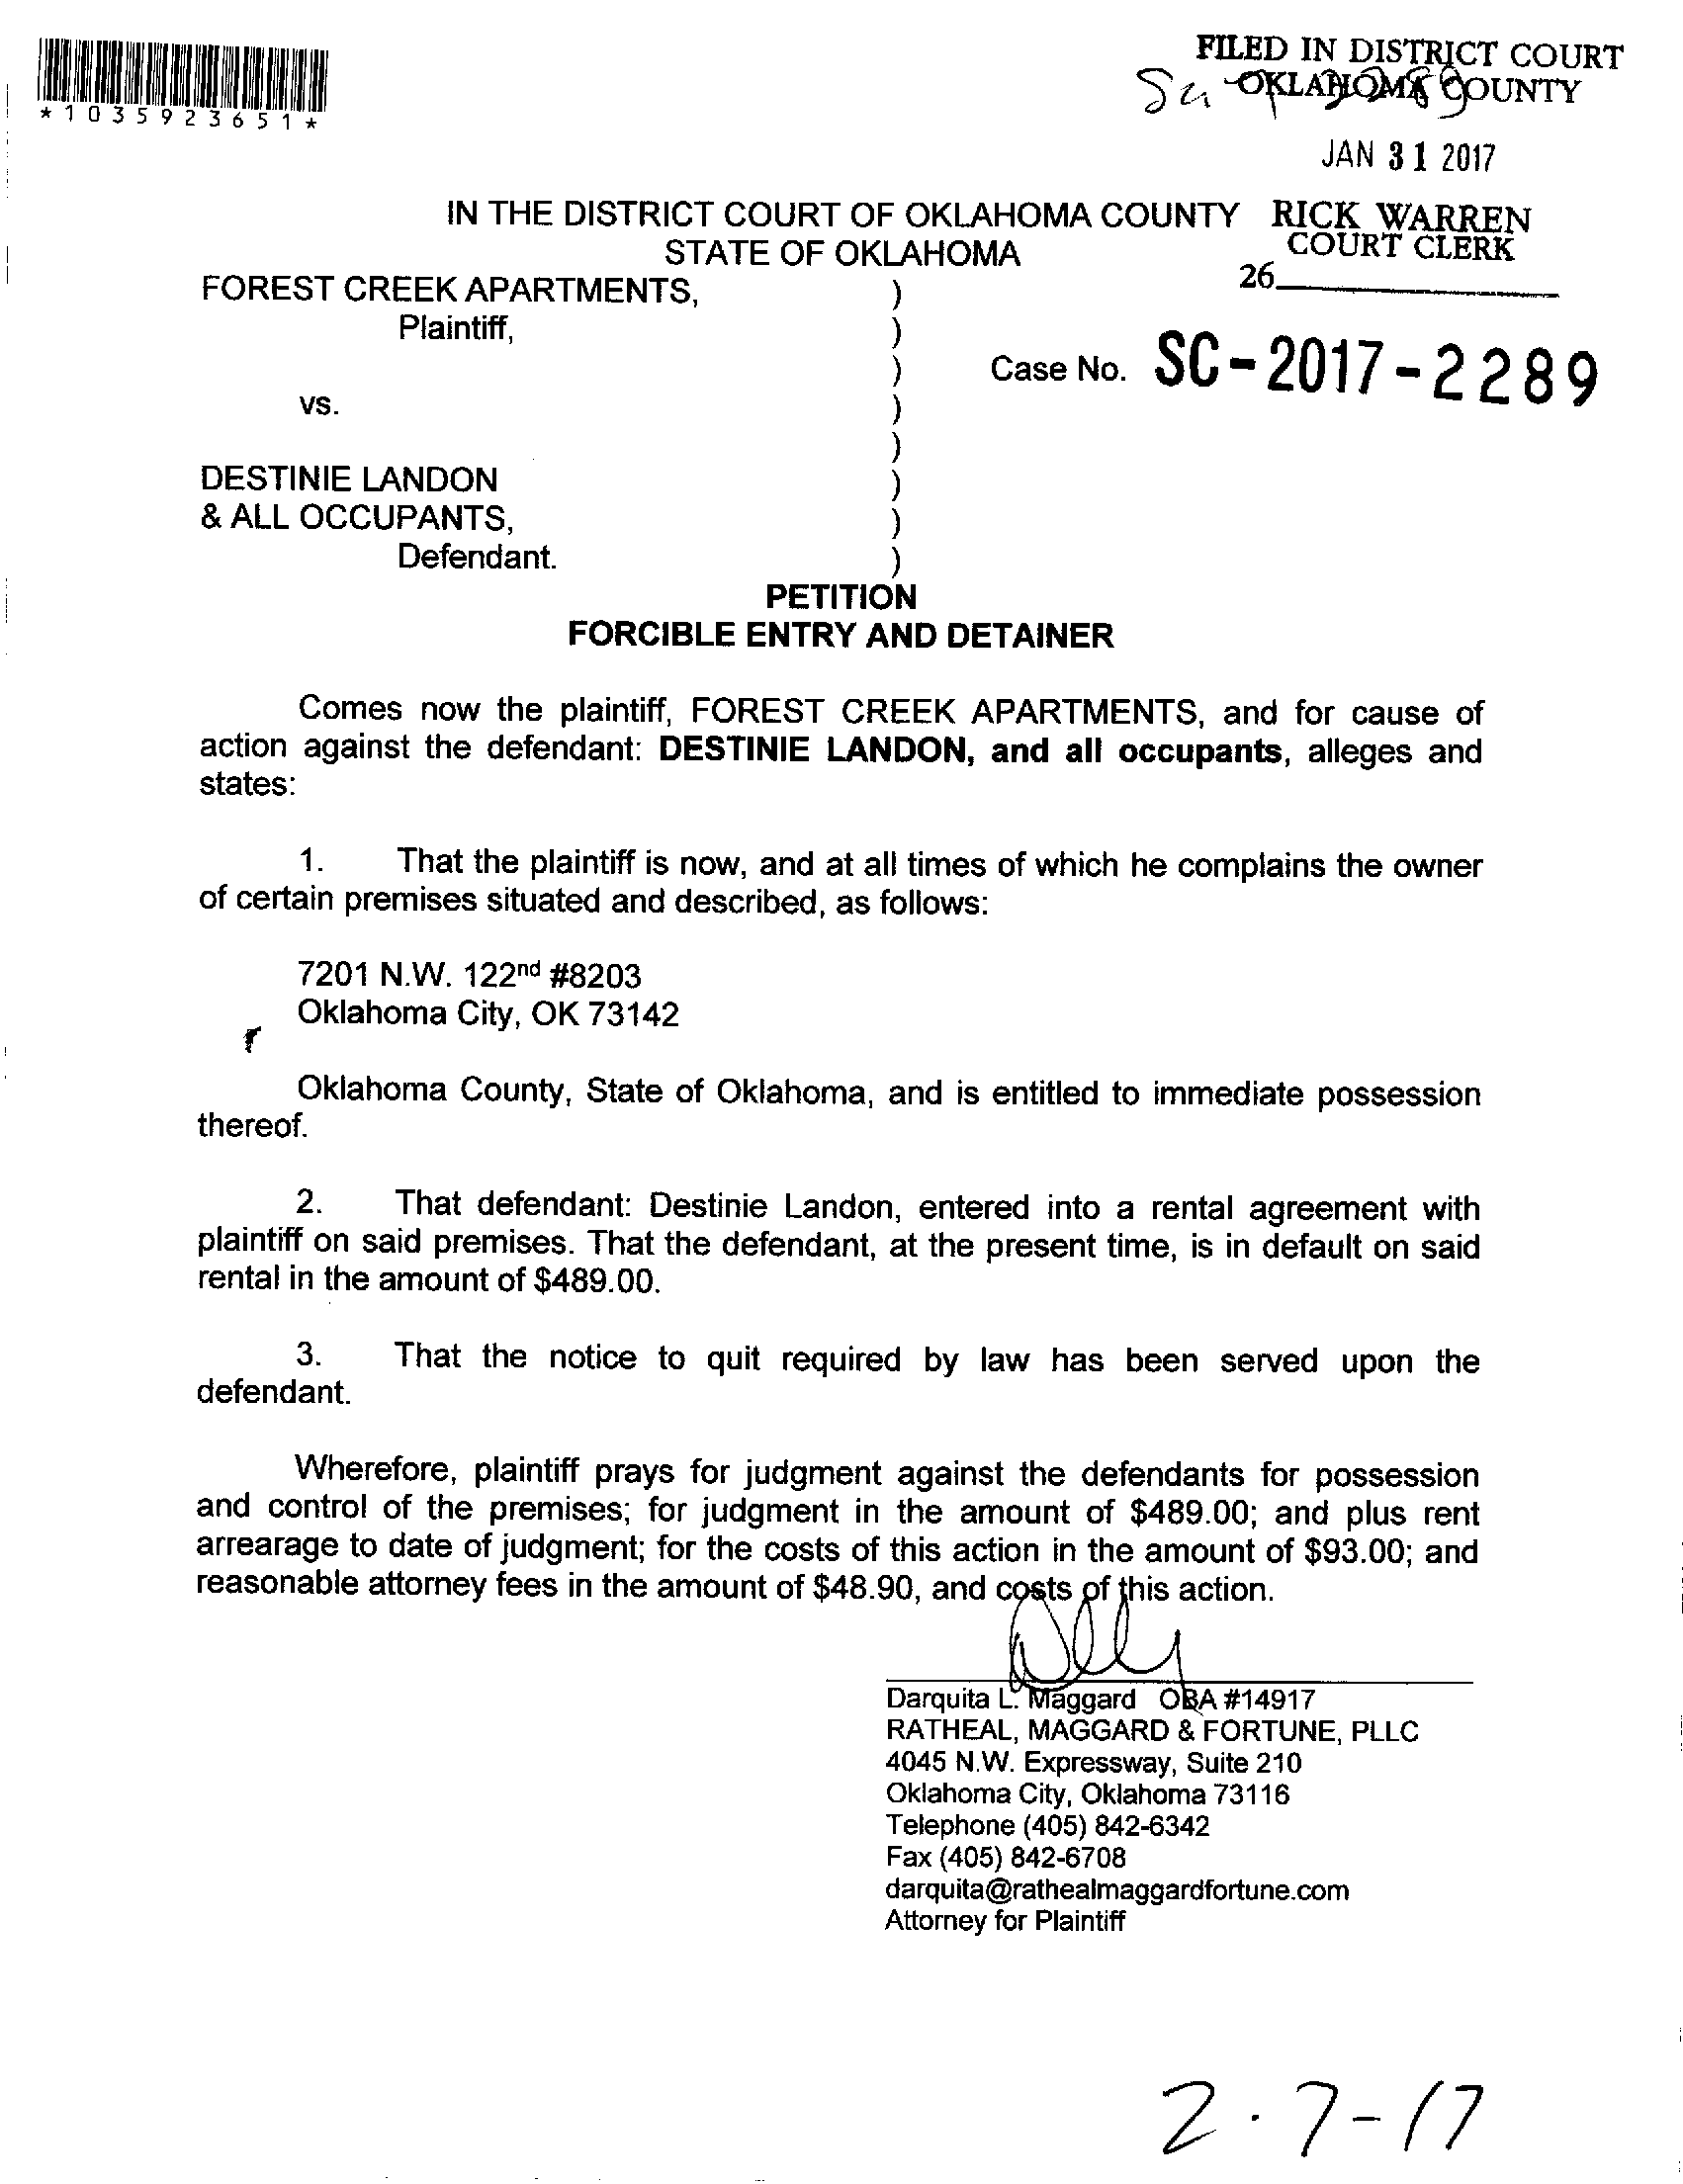 FILED IN DISTRICT COURT
OKLAHOMA COUNTY
*1035923651*
JAN 31 2017
IN THE DISTRICT COURT OF OKLAHOMA COUNTY RICK WARREN
STATE OF OKLAHOMA COURT CLERK
26
FOREST CREEK APARTMENTS, )
Plaintiff, )
) Case No. SC-2017-2289
vs. )
)
DESTINIE LANDON )
& ALL OCCUPANTS, )
Defendant. )
PETITION
FORCIBLE ENTRY AND DETAINER
Comes now the plaintiff, FOREST CREEK APARTMENTS, and for cause of
action against the defendant: DESTINIE LANDON, and all occupants, alleges and
states:
1. That the plaintiff is now, and at all times of which he complains the owner
of certain premises situated and described, as follows:
7201 N.W. 122nd #8203
Oklahoma City, OK 73142
Oklahoma County, State of Oklahoma, and is entitled to immediate possession
thereof.
2. That defendant: Destinie Landon, entered into a rental agreement with
plaintiff on said premises. That the defendant, at the present time, is in default on said
rental in the amount of $489.00.
3. That the notice to quit required by law has been served upon the
defendant.
Wherefore, plaintiff prays for judgment against the defendants for possession
and control of the premises; for judgment in the amount of $489.00; and plus rent
arrearage to date of judgment; for the costs of this action in the amount of $93.00; and
reasonable attorney fees in the amount of $48.90, and costs of this action.
Darquita L. Maggard OBA #14917
RATHEAL, MAGGARD & FORTUNE, PLLC
4045 N.W. Expressway, Suite 210
Oklahoma City, Oklahoma 73116
Telephone (405) 842-6342
Fax (405) 842-6708
darquita@rathealmaggardfortune.com
Attorney for Plaintiff
2-7-17